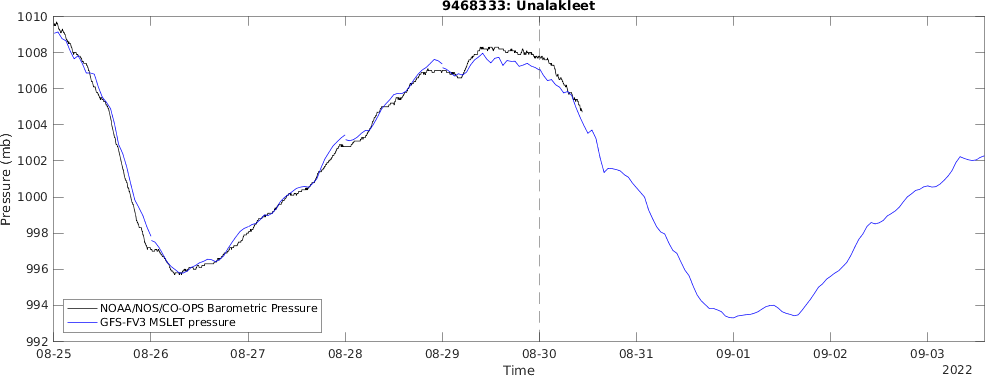 9468333: Unalakleet
1010
1008
1006
1004
1002
1000
998
996
994
992
Pressure (mb)
NOAA/NOS/CO-OPS Barometric Pressure
GFS-FV3 MSLET pressure
08-25 08-26 08-27 08-28 08-29 08-30 08-31 09-01 09-02 09-03
Time
2022